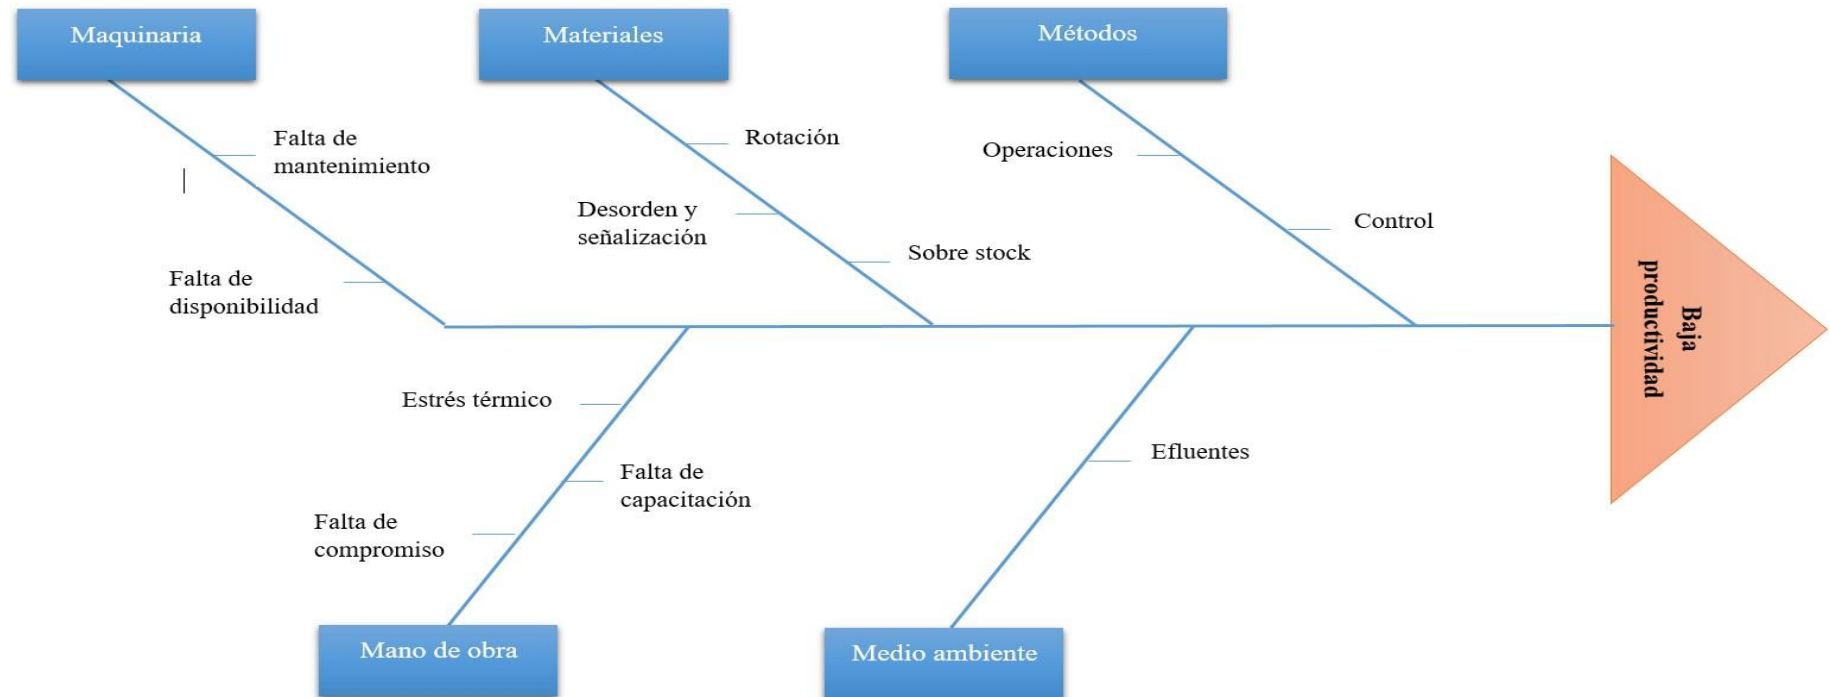 Maquinaria
Materiales
Métodos
Falta de
mantenimiento
Rotación
Operaciones
Desorden y
señalización
Control
Sobre stock
Falta de
disponibilidad
Baja
productividad
Estrés térmico
Falta de
capacitación
Efluentes
Falta de
compromiso
Mano de obra
Medio ambiente